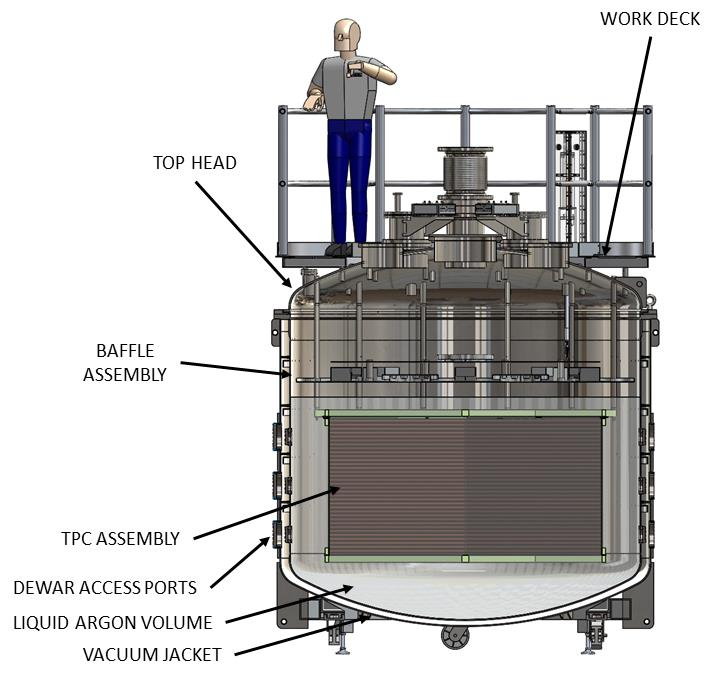 WORK DECK
TOP HEAD
BAFFLE
ASSEMBLY
TPC ASSEMBLY
DEWAR ACCESS PORTS
LIQUID ARGON VOLUME
VACUUM JACKET